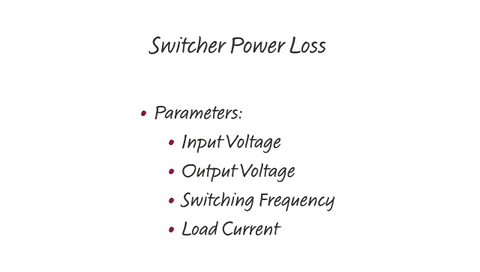 Switcher Power Loss
• Parameters:
• Input Voltage
• Output Voltage
• Switching Frequency
• Load Current